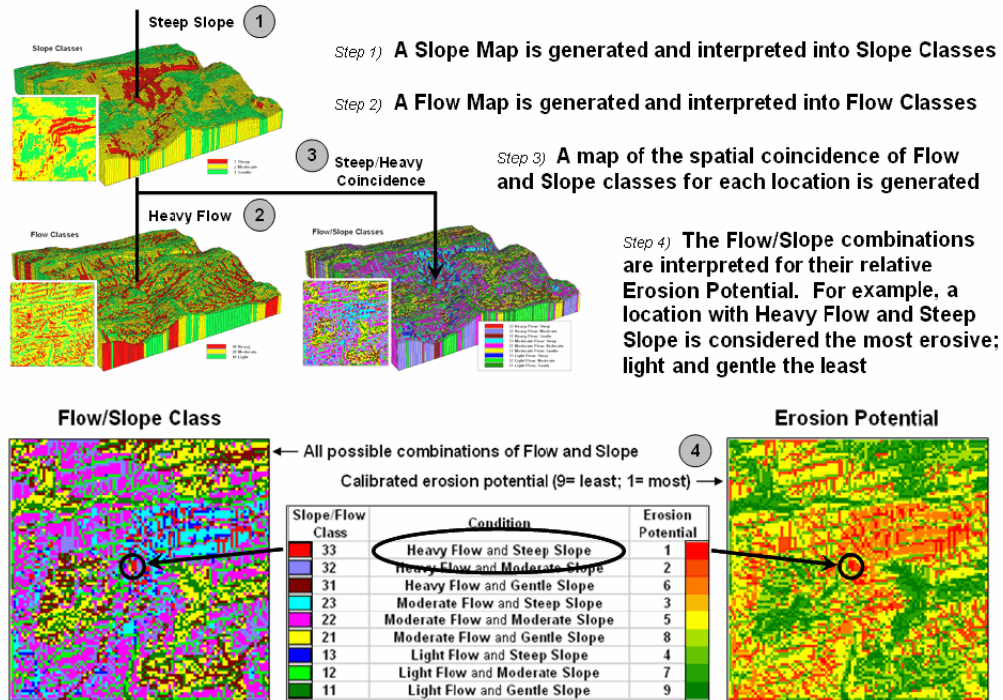 Steep Slope 1
Slope Classes
Step 1) A Slope Map is generated and interpreted into Slope Classes
Step 2) A Flow Map is generated and interpreted into Flow Classes
3 Steep/Heavy
Coincidence
Step 3) A map of the spatial coincidence of Flow
and Slope classes for each location is generated
Heavy Flow 2
Flow Classes
Flow/Slope Classes
Step 4) The Flow/Slope combinations
are interpreted for their relative
Erosion Potential. For example, a
location with Heavy Flow and Steep
Slope is considered the most erosive;
light and gentle the least
Flow/Slope Class
Erosion Potential
All possible combinations of Flow and Slope
4
Calibrated erosion potential (9= least; 1= most)
Slope/Flow Class Condition Erosion Potential
33 Heavy Flow and Steep Slope 1
32 Heavy Flow and Moderate Slope 2
31 Heavy Flow and Gentle Slope 6
23 Moderate Flow and Steep Slope 3
22 Moderate Flow and Moderate Slope 5
21 Moderate Flow and Gentle Slope 8
13 Light Flow and Steep Slope 4
12 Light Flow and Moderate Slope 7
11 Light Flow and Gentle Slope 9